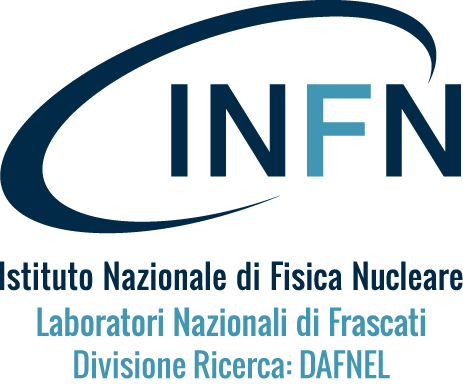 INFN
Istituto Nazionale di Fisica Nucleare
Laboratori Nazionali di Frascati
Divisione Ricerca: DAFNEL